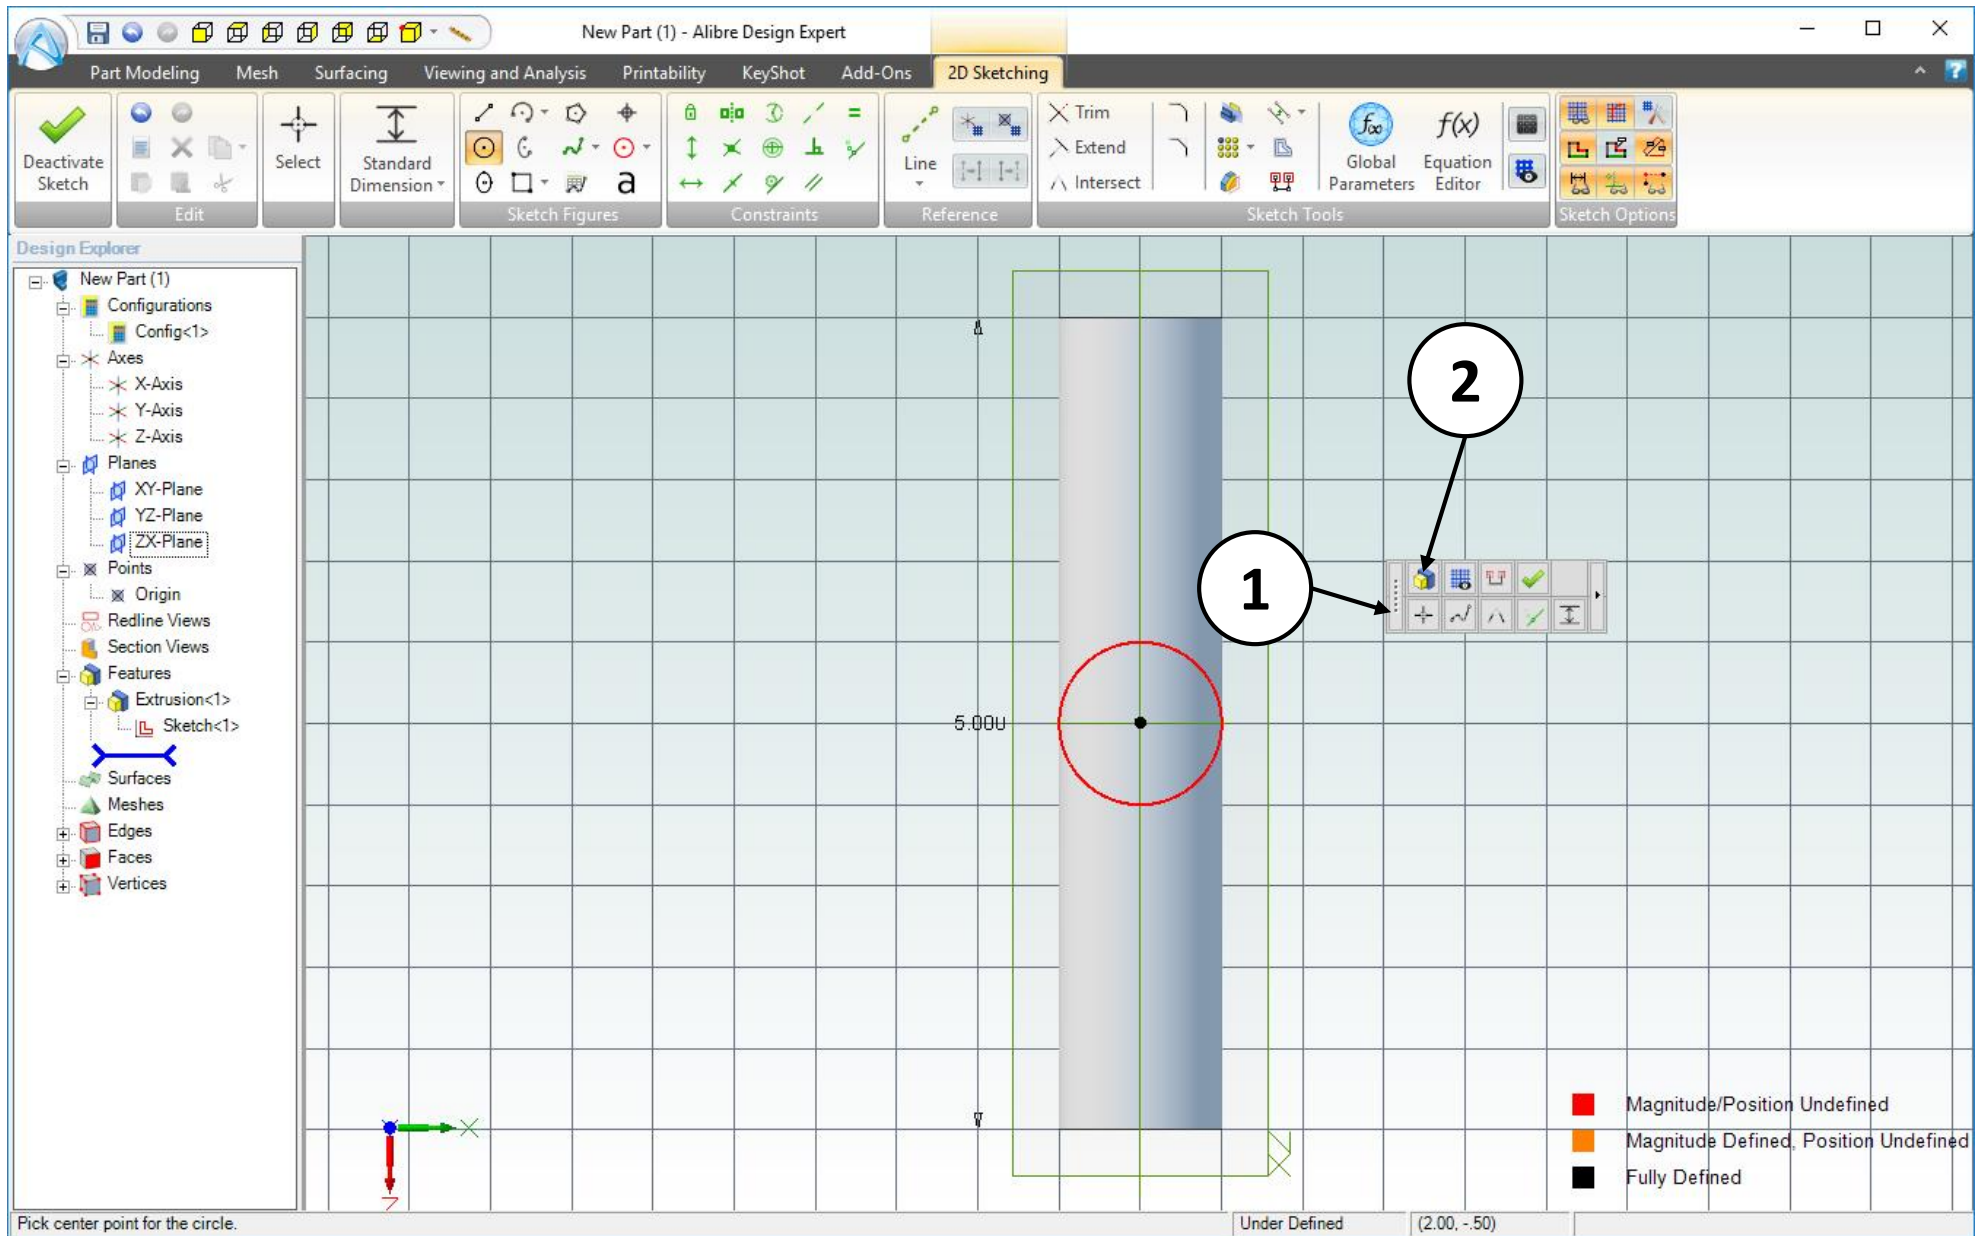 New Part (1) - Alibre Design Expert
Part Modeling Mesh Surfacing Viewing and Analysis Printability KeyShot Add-Ons 2D Sketching
Deactivate Sketch
Edit
Select
Standard Dimension
a
Sketch Figures
Constraints
Line
Reference
Trim
Extend
Intersect
f∞
Global Parameters
f(x)
Equation Editor
Sketch Tools
Sketch Options
Design Explorer
New Part (1)
Configurations
Config<1>
Axes
X-Axis
Y-Axis
Z-Axis
Planes
XY-Plane
YZ-Plane
ZX-Plane
Points
Origin
Redline Views
Section Views
Features
Extrusion<1>
Sketch<1>
Surfaces
Meshes
Edges
Faces
Vertices
2
1
5.000
X
Z
Magnitude/Position Undefined
Magnitude Defined, Position Undefined
Fully Defined
Pick center point for the circle.
Under Defined
(2.00, -.50)